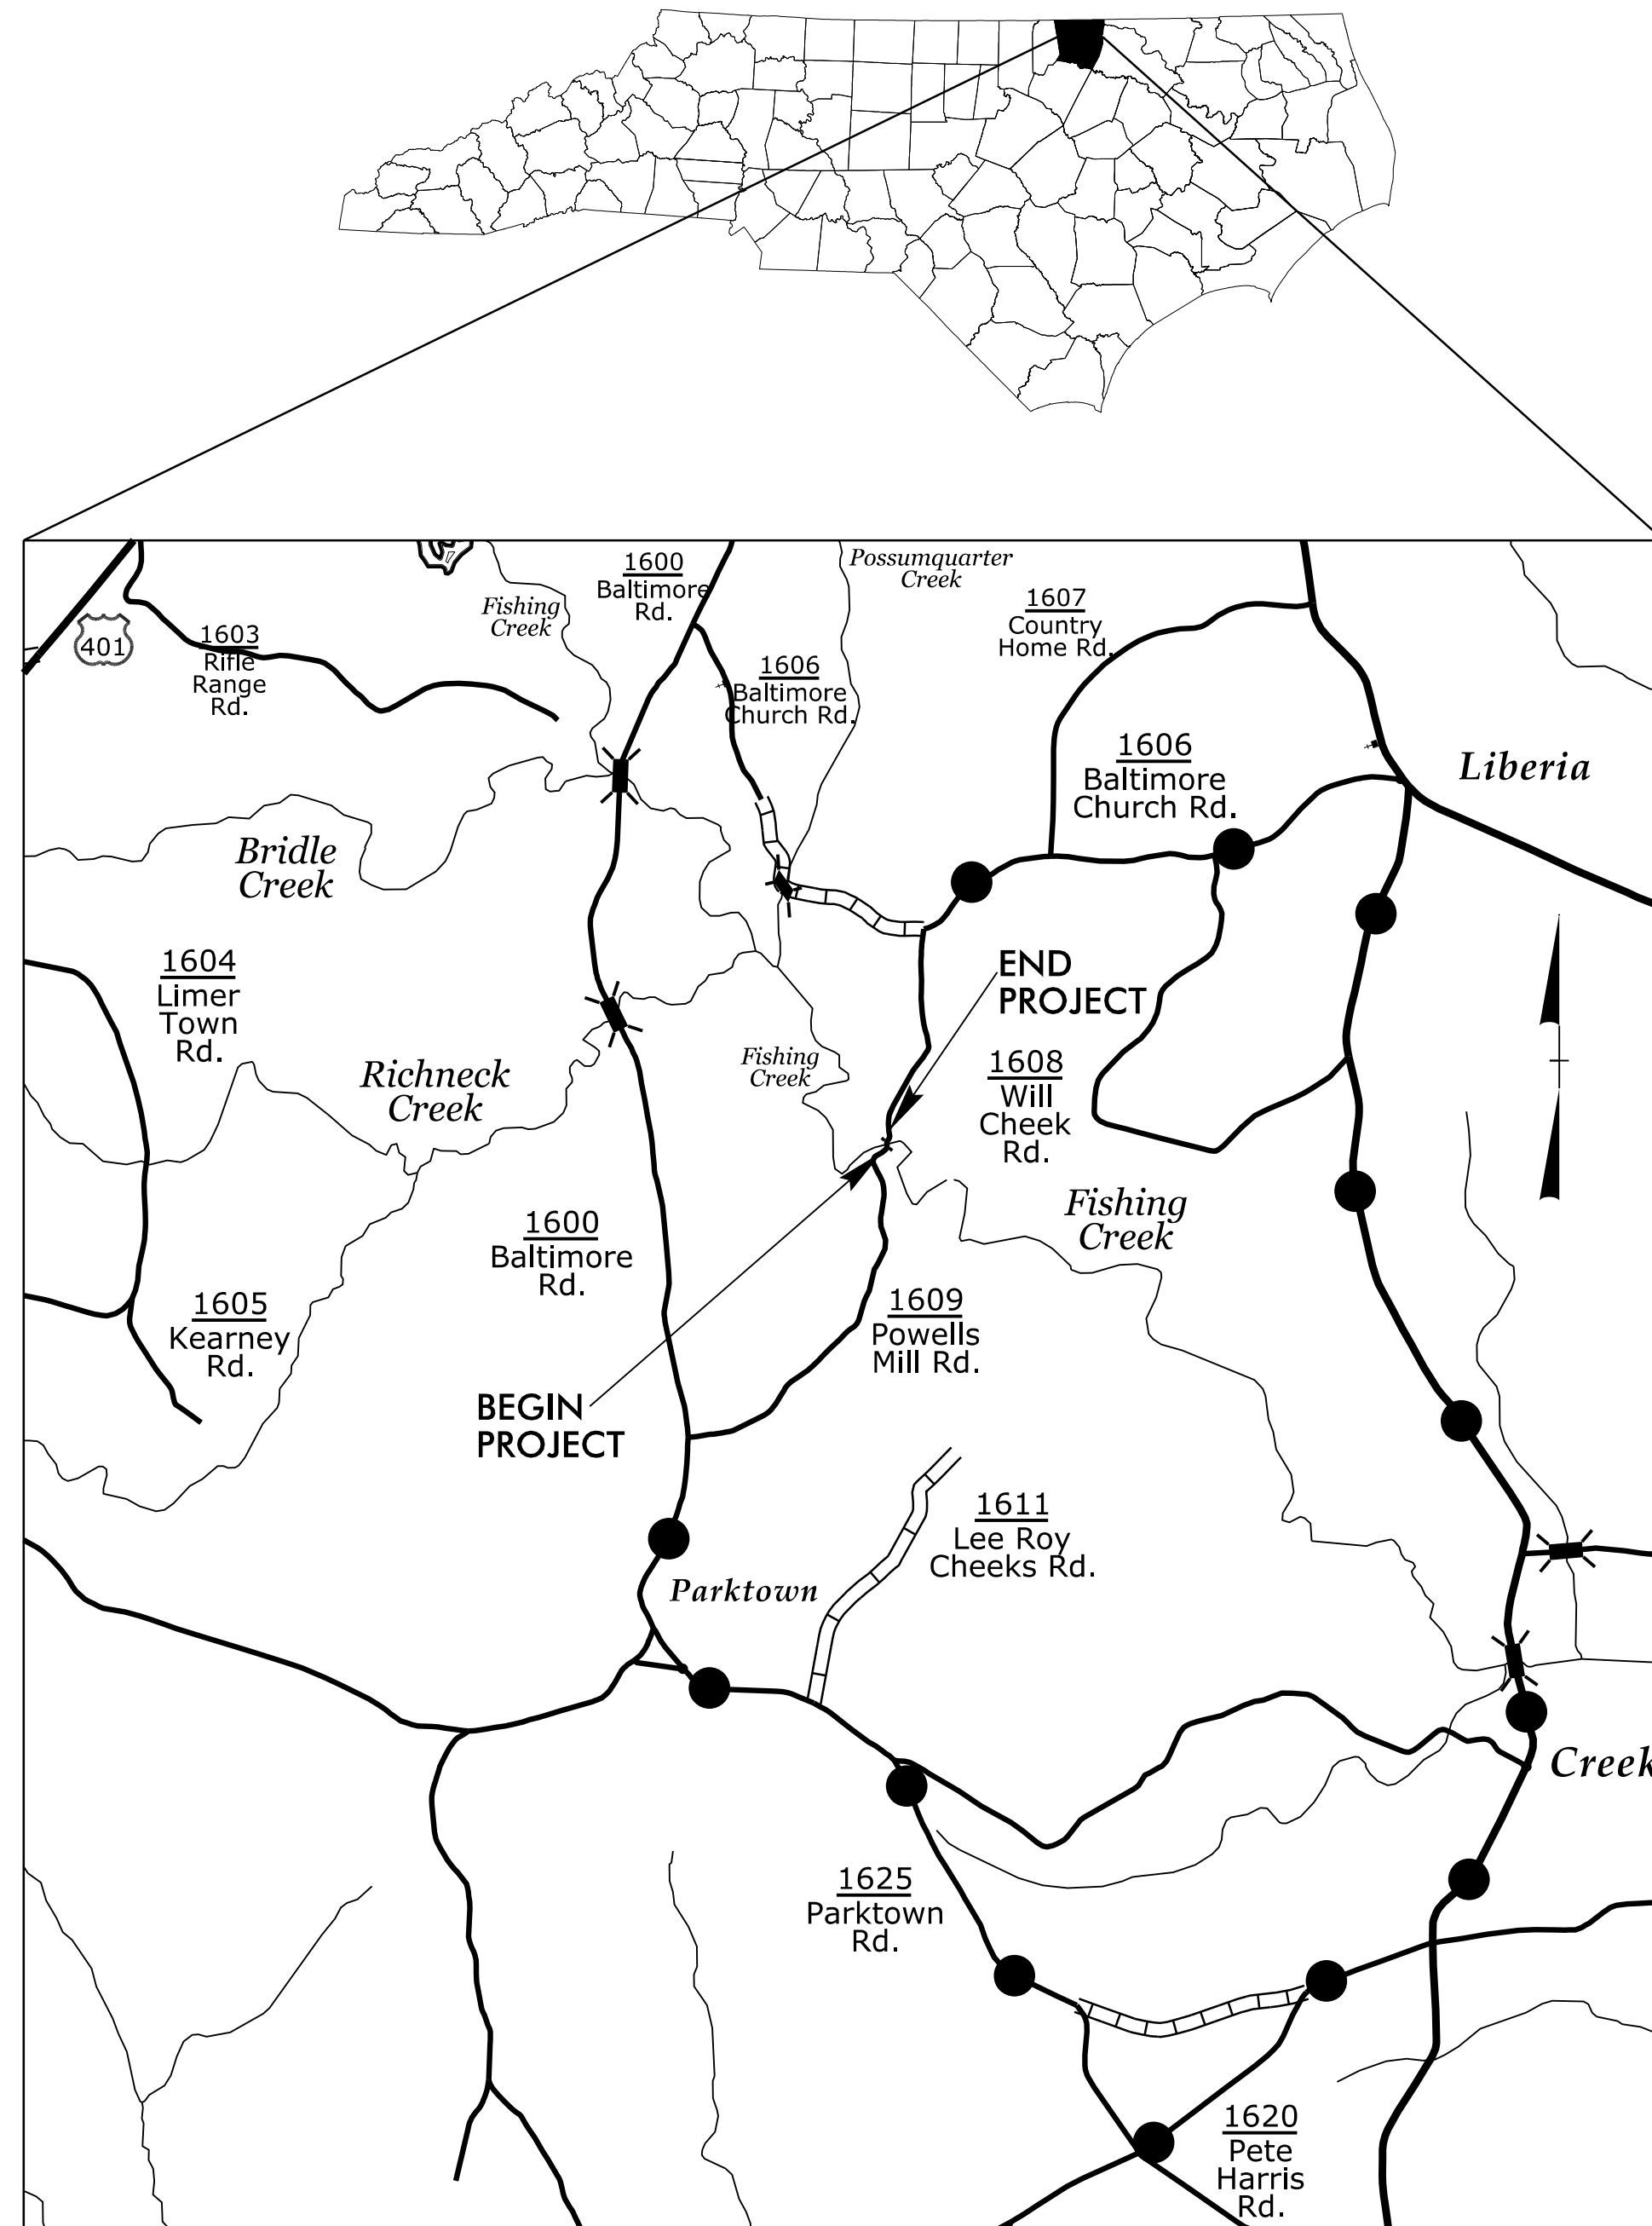 Possumquarter
Creek
1600
Baltimore
Rd.
Fishing
Creek
1607
Country
Home Rd.
401
1603
Rifle
Range
Rd.
1606
Baltimore
Church Rd.
1606
Baltimore
Church Rd.
Liberia
Bridle
Creek
1604
Limer
Town
Rd.
END
PROJECT
Richneck
Creek
Fishing
Creek
1608
Will
Cheek
Rd.
Fishing
Creek
1600
Baltimore
Rd.
1605
Kearney
Rd.
1609
Powells
Mill Rd.
BEGIN
PROJECT
1611
Lee Roy
Cheeks Rd.
Parktown
Creek
1625
Parktown
Rd.
1620
Pete
Harris
Rd.